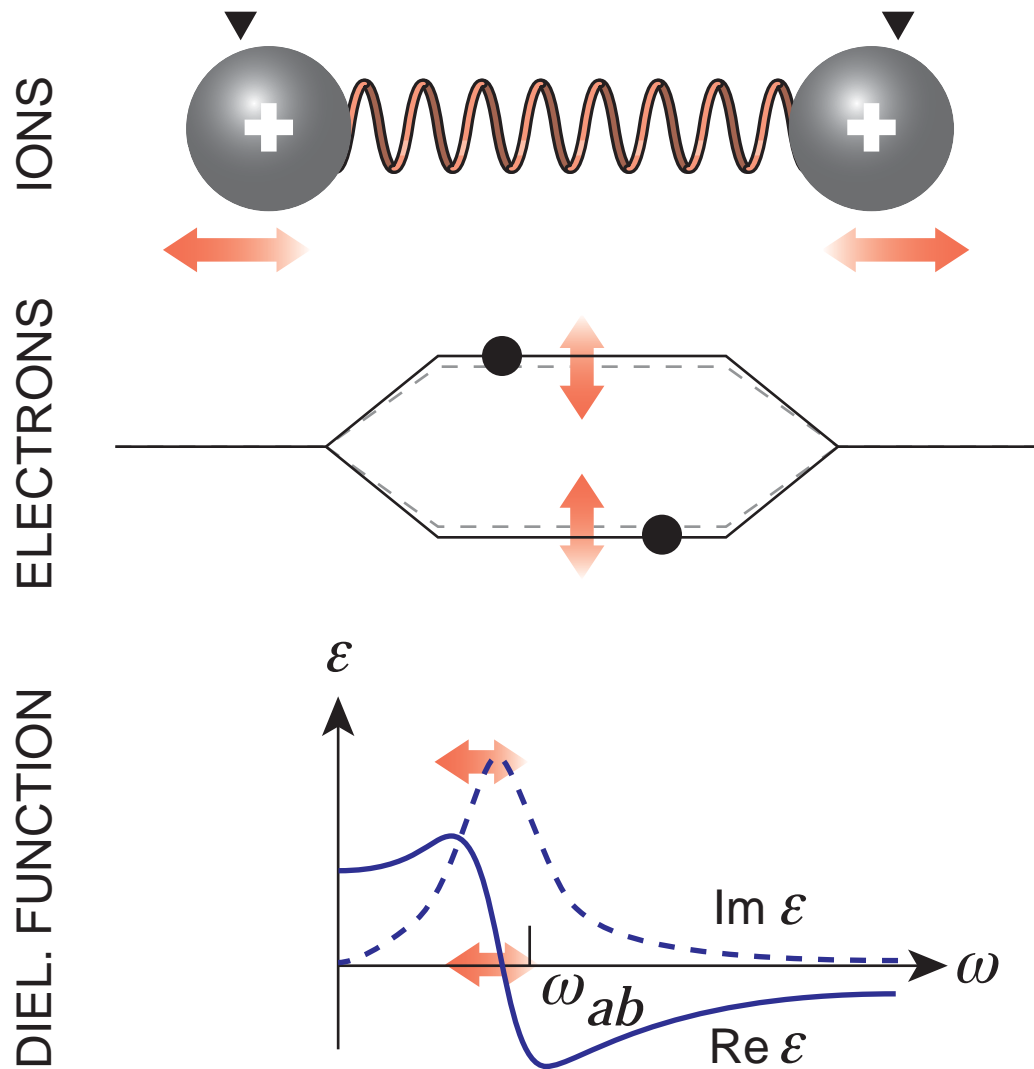 IONS
+
+
ELECTRONS
DIEL. FUNCTION
ε
Im ε
ω
ω_ab
Re ε